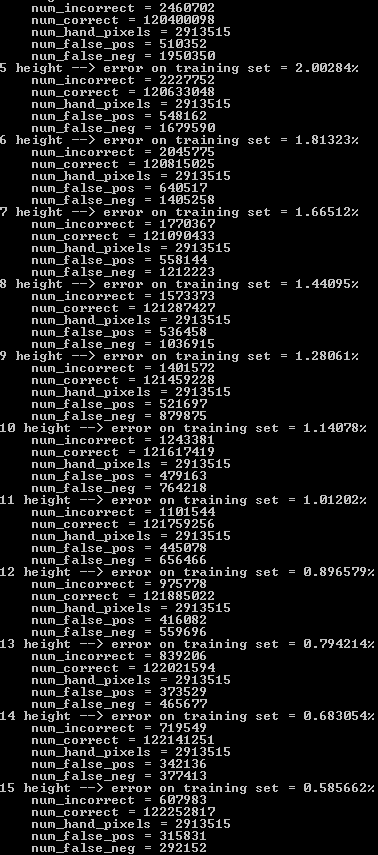 num_incorrect = 2460702
num_correct = 120400098
num_hand_pixels = 2913515
num_false_pos = 510352
num_false_neg = 1950350
5 height --> error on training set = 2.00284%
num_incorrect = 2227752
num_correct = 120633048
num_hand_pixels = 2913515
num_false_pos = 548162
num_false_neg = 1679590
6 height --> error on training set = 1.81323%
num_incorrect = 2045775
num_correct = 120815025
num_hand_pixels = 2913515
num_false_pos = 640517
num_false_neg = 1405258
7 height --> error on training set = 1.66512%
num_incorrect = 1770367
num_correct = 121090433
num_hand_pixels = 2913515
num_false_pos = 558144
num_false_neg = 1212223
8 height --> error on training set = 1.44095%
num_incorrect = 1573373
num_correct = 121287427
num_hand_pixels = 2913515
num_false_pos = 536458
num_false_neg = 1036915
9 height --> error on training set = 1.28061%
num_incorrect = 1401572
num_correct = 121459228
num_hand_pixels = 2913515
num_false_pos = 521697
num_false_neg = 879875
10 height --> error on training set = 1.14078%
num_incorrect = 1243381
num_correct = 121617419
num_hand_pixels = 2913515
num_false_pos = 479163
num_false_neg = 764218
11 height --> error on training set = 1.01202%
num_incorrect = 1101544
num_correct = 121759256
num_hand_pixels = 2913515
num_false_pos = 445078
num_false_neg = 656466
12 height --> error on training set = 0.896579%
num_incorrect = 975778
num_correct = 121885022
num_hand_pixels = 2913515
num_false_pos = 416082
num_false_neg = 559696
13 height --> error on training set = 0.794214%
num_incorrect = 839206
num_correct = 122021594
num_hand_pixels = 2913515
num_false_pos = 373529
num_false_neg = 465677
14 height --> error on training set = 0.683054%
num_incorrect = 719549
num_correct = 122141251
num_hand_pixels = 2913515
num_false_pos = 342136
num_false_neg = 377413
15 height --> error on training set = 0.585662%
num_incorrect = 607983
num_correct = 122252817
num_hand_pixels = 2913515
num_false_pos = 315831
num_false_neg = 292152